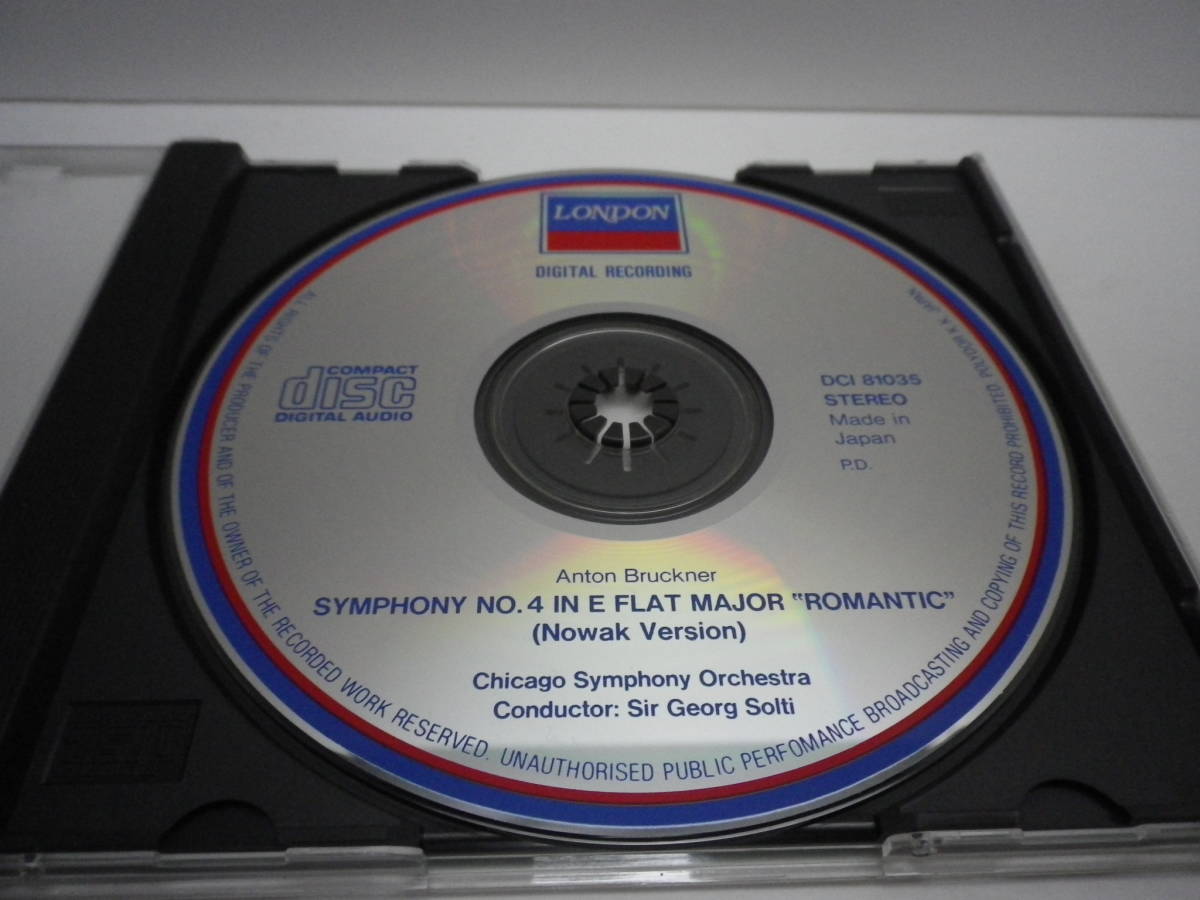 LONDON
DIGITAL RECORDING
COMPACT
disc
DIGITAL AUDIO
DCI 81035
STEREO
Made in
Japan
P.D.
Anton Bruckner
SYMPHONY NO. 4 IN E FLAT MAJOR "ROMANTIC"
(Nowak Version)
Chicago Symphony Orchestra
Conductor: Sir Georg Solti
ALL RIGHTS OF THE PRODUCER AND OF THE OWNER OF THE RECORDED WORK RESERVED. UNAUTHORISED PUBLIC PERFOMANCE BROADCASTING AND COPYING OF THIS RECORD PROHIBITED. POLYDOR K.K. JAPAN